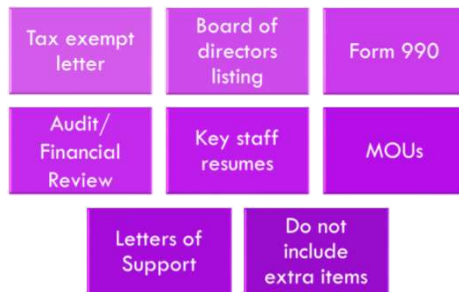 Tax exempt
letter
Board of
directors
listing
Form 990
Audit/
Financial
Review
Key staff
resumes
MOUs
Letters of
Support
Do not
include
extra items